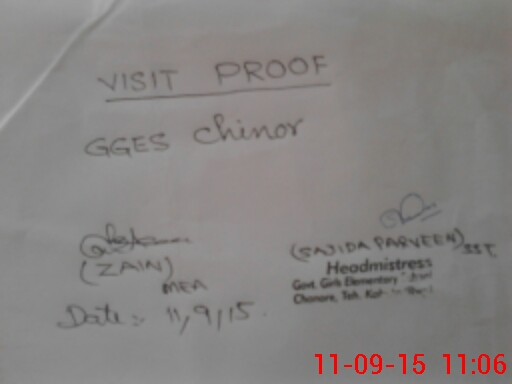 VISIT PROOF
GGES Chinor
(ZAIN)
MEA
Date:- 11/9/15.
(SAJIDA PARVEEN) SST
Headmistress
Govt. Girls Elementary
Chanore, Teh.
11-09-15 11:06